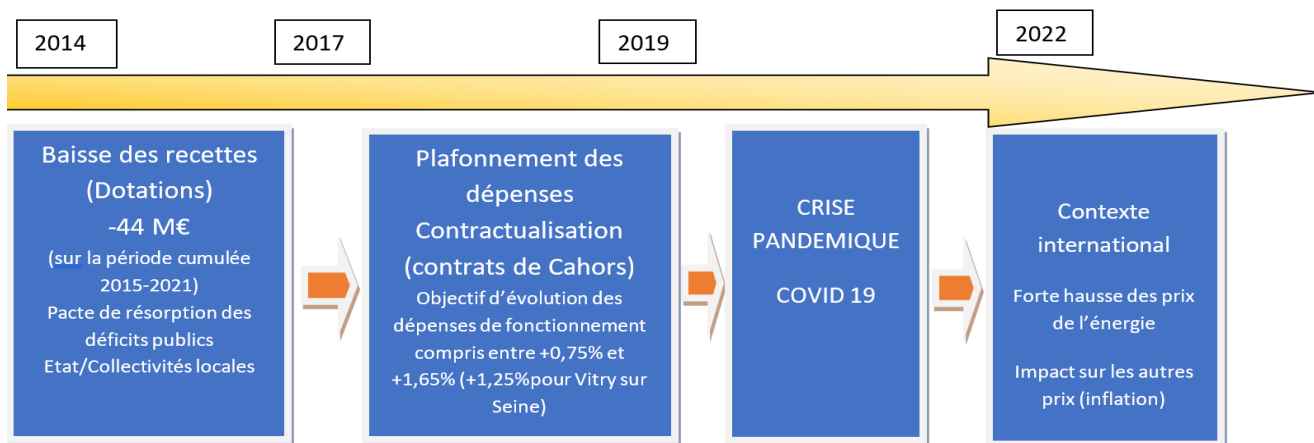 2014
2017
2019
2022
Baisse des recettes
(Dotations)
-44 M€
(sur la période cumulée
2015-2021)
Pacte de résorption des
déficits publics
Etat/Collectivités locales
Plafonnement des
dépenses
Contractualisation
(contrats de Cahors)
Objectif d’évolution des
dépenses de fonctionnement
compris entre +0,75% et
+1,65% (+1,25%pour Vitry sur
Seine)
CRISE
PANDEMIQUE
COVID 19
Contexte
international
Forte hausse des prix
de l’énergie
Impact sur les autres
prix (inflation)